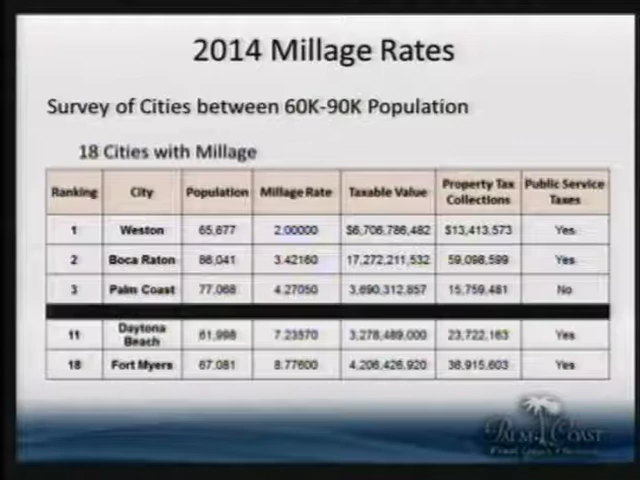 2014 Millage Rates
Survey of Cities between 60K-90K Population
18 Cities with Millage
Ranking City Population Millage Rate Taxable Value Property Tax Collections Public Service Taxes
1 Weston 65,677 2.00000 $6,706,786,482 $13,413,573 Yes
2 Boca Raton 86,041 3.42160 17,272,211,532 59,098,599 Yes
3 Palm Coast 77,068 4.27050 3,690,312,857 15,759,481 No
11 Daytona Beach 61,998 7.23570 3,278,489,000 23,722,163 Yes
18 Fort Myers 67,081 8.77600 4,206,426,920 36,915,603 Yes
PALM COAST